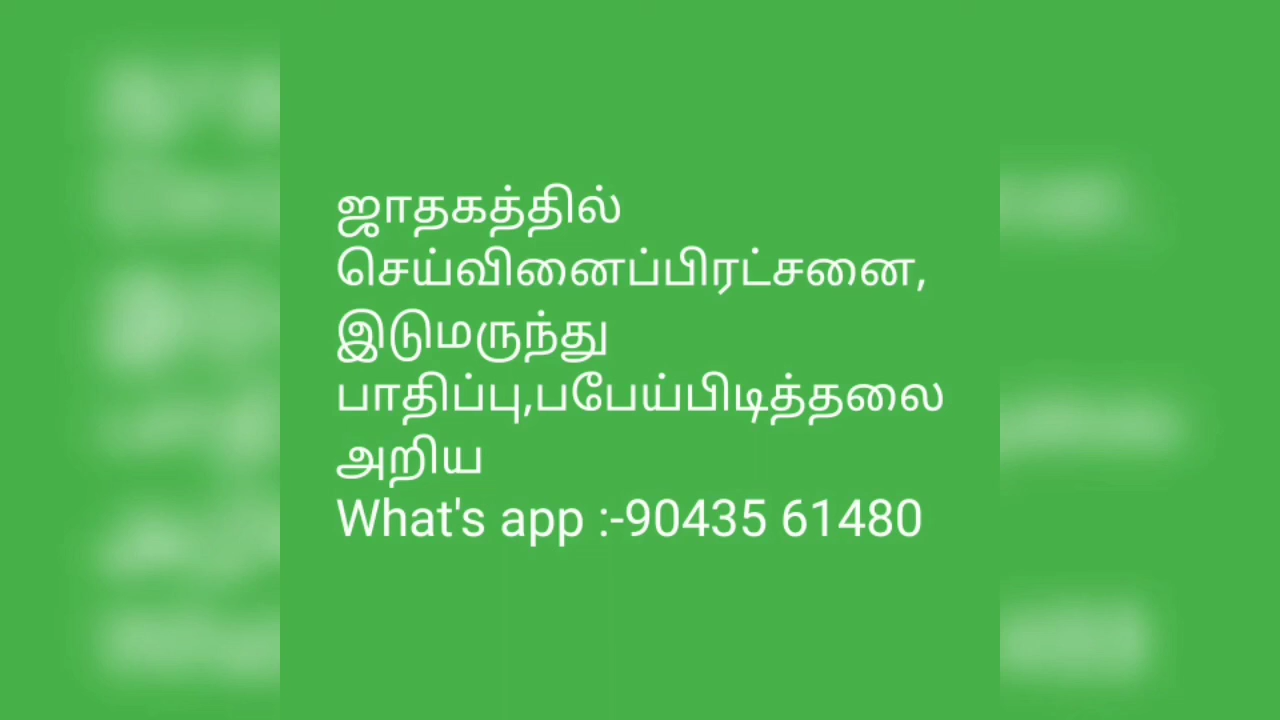 ஜாதகத்தில்
செய்வினைப்பிரட்சனை,
இடுமருந்து
பாதிப்பு,பபேய்பிடித்தலை
அறிய
What's app :-90435 61480